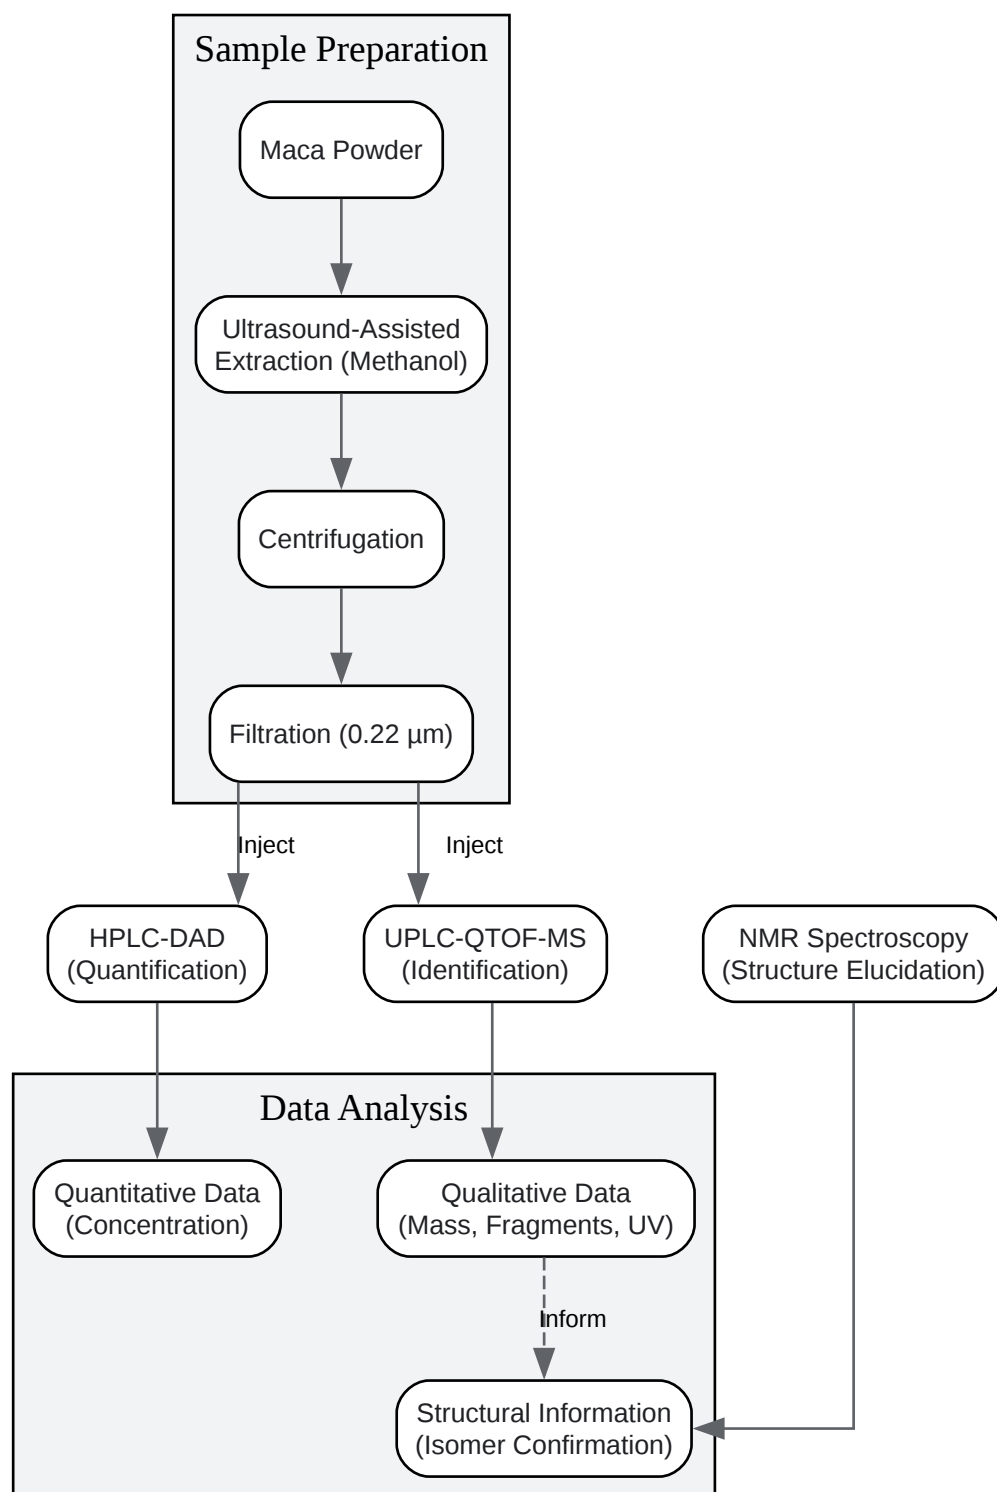 Sample Preparation
Maca Powder
Ultrasound-Assisted
Extraction (Methanol)
Centrifugation
Filtration (0.22 µm)
Inject
Inject
HPLC-DAD
(Quantification)
UPLC-QTOF-MS
(Identification)
NMR Spectroscopy
(Structure Elucidation)
Data Analysis
Quantitative Data
(Concentration)
Qualitative Data
(Mass, Fragments, UV)
Inform
Structural Information
(Isomer Confirmation)